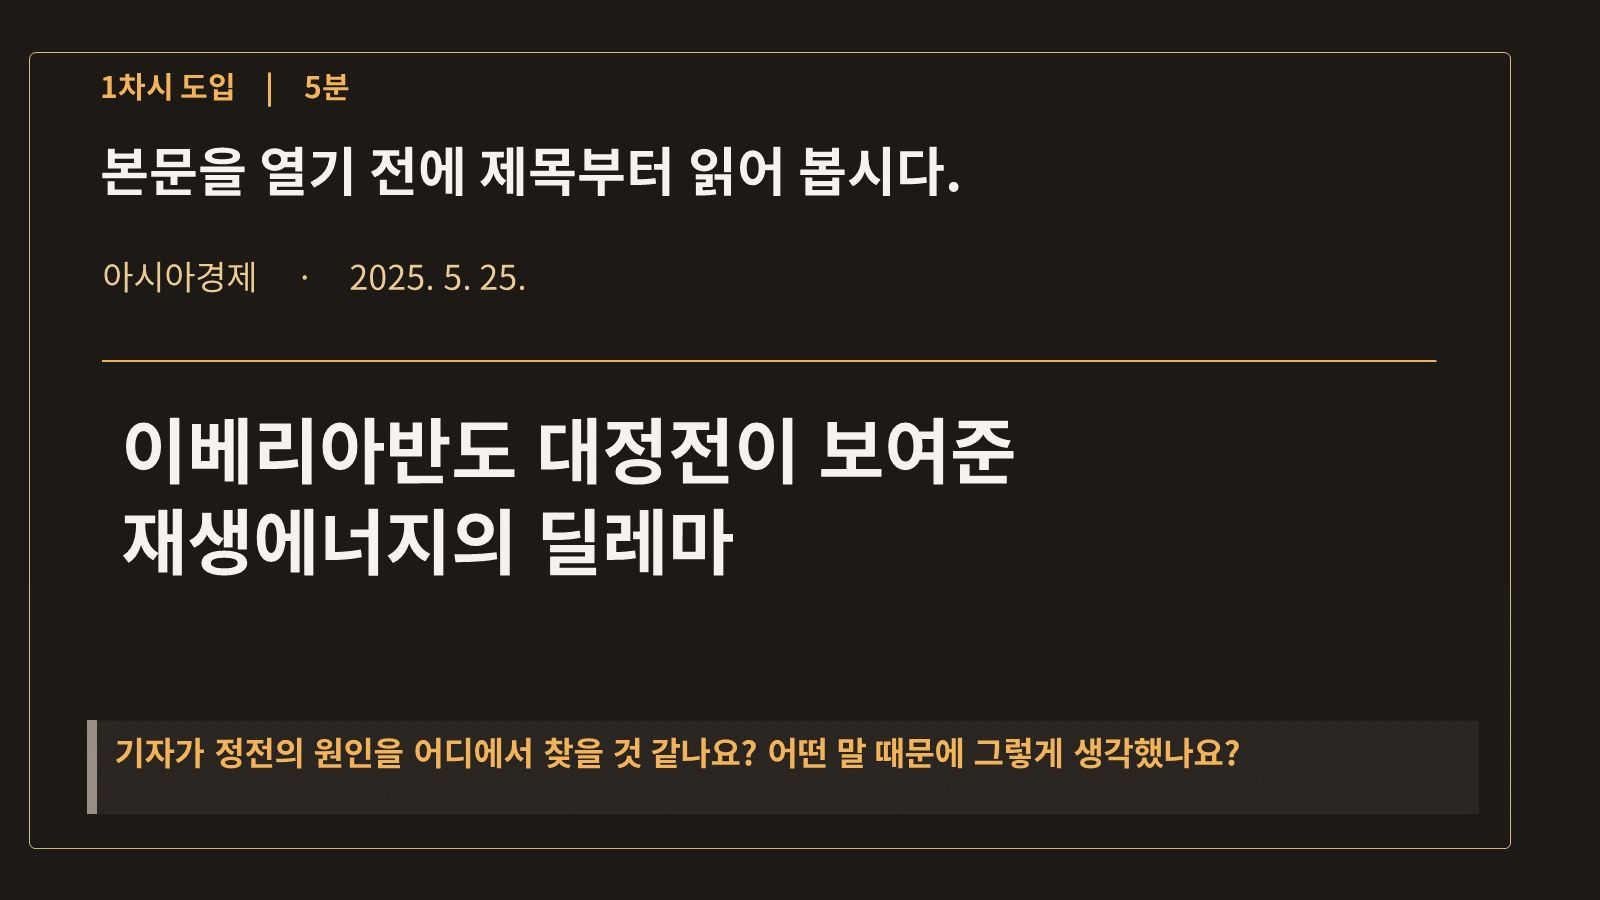 1차시 도입 | 5분
본문을 열기 전에 제목부터 읽어 봅시다.
아시아경제 · 2025. 5. 25.
이베리아반도 대정전이 보여준
재생에너지의 딜레마
기자가 정전의 원인을 어디에서 찾을 것 같나요? 어떤 말 때문에 그렇게 생각했나요?